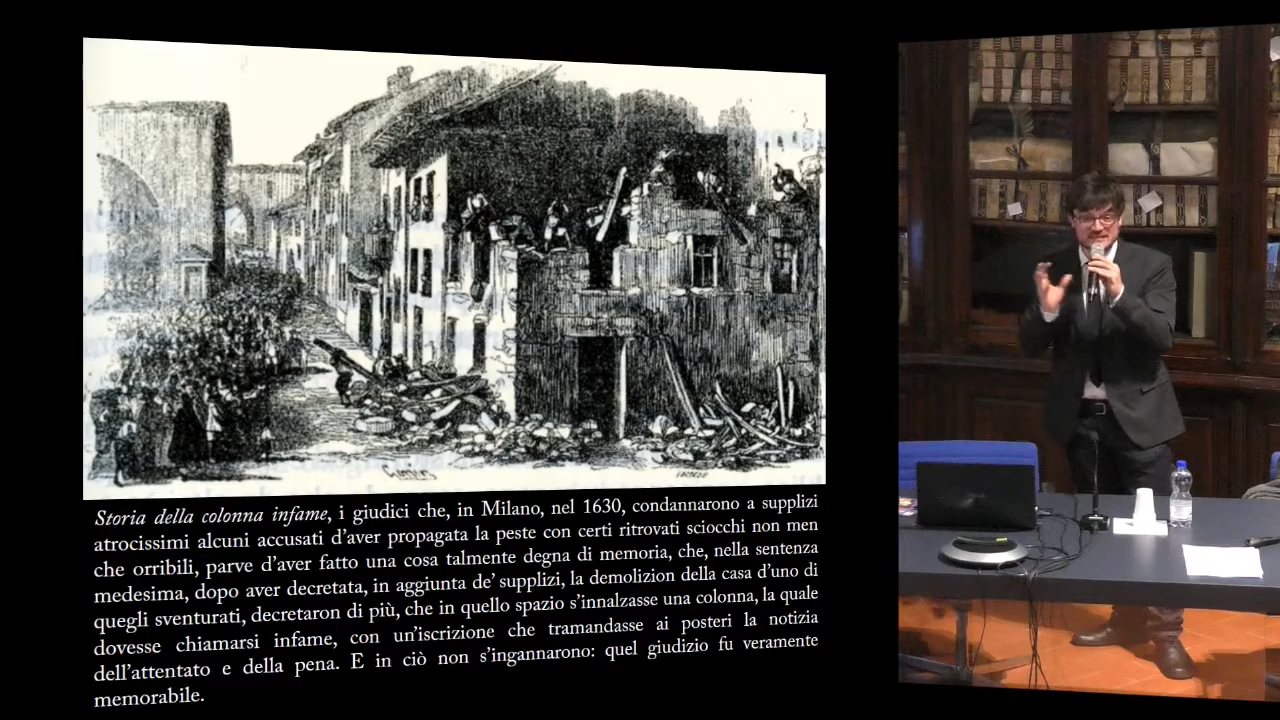 Storia della colonna infame, i giudici che, in Milano, nel 1630, condannarono a supplizi
atrocissimi alcuni accusati d'aver propagata la peste con certi ritrovati sciocchi non men
che orribili, parve d'aver fatto una cosa talmente degna di memoria, che, nella sentenza
medesima, dopo aver decretata, in aggiunta de' supplizi, la demolizion della casa d'uno di
quegli sventurati, decretaron di più, che in quello spazio s'innalzasse una colonna, la quale
dovesse chiamarsi infame, con un'iscrizione che tramandasse ai posteri la notizia
dell'attentato e della pena. E in ciò non s'ingannarono: quel giudizio fu veramente
memorabile.